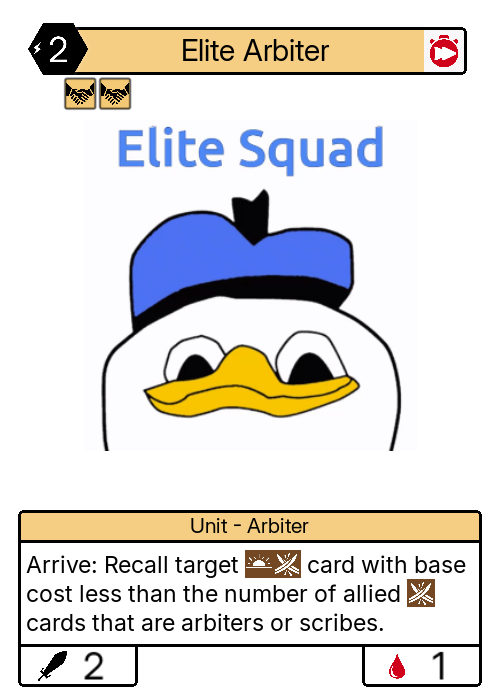 2 Elite Arbiter
Elite Squad
Unit - Arbiter
Arrive: Recall target card with base
cost less than the number of allied
cards that are arbiters or scribes.
2 1